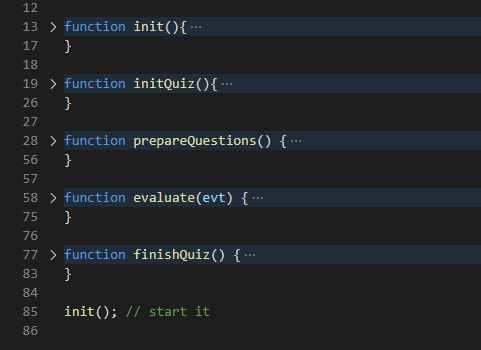 12
13 > function init(){ ···
17 }
18
19 > function initQuiz(){ ···
26 }
27
28 > function prepareQuestions() { ···
56 }
57
58 > function evaluate(evt) { ···
75 }
76
77 > function finishQuiz() { ···
83 }
84
85 init(); // start it
86